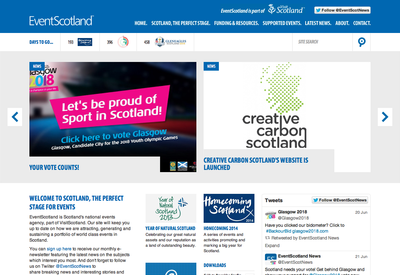 EventScotland
EventScotland is part of
Scotland
Follow @EventScotNews
HOME. SCOTLAND, THE PERFECT STAGE. FUNDING & RESOURCES. SUPPORTED EVENTS. LATEST NEWS. ABOUT. CONTACT.
DAYS TO GO...
SITE SEARCH
NEWS
Glasgow
2018
Let's be proud of
Sport in Scotland!
Click here to vote Glasgow
Glasgow, Candidate City for the 2018 Youth Olympic Games
YOUR VOTE COUNTS!
NEWS
creative
carbon
scotland
CREATIVE CARBON SCOTLAND'S WEBSITE IS
LAUNCHED
WELCOME TO SCOTLAND, THE PERFECT
STAGE FOR EVENTS
EventScotland is Scotland's national events
agency, part of VisitScotland. Our site will keep you
up to date on how we are attracting, generating and
sustaining a portfolio of world class events in
Scotland.
You can sign up here to receive our monthly e-
newsletter featuring the latest news on the subjects
which interest you most. And don't forget to follow
us on Twitter @EventScotNews to
share breaking news and interesting stories and
Year of
Natural
Scotland
2013
YEAR OF NATURAL SCOTLAND
Celebrating our great natural
assets and our reputation as
a land of outstanding beauty.
Homecoming
Scotland
2014
HOMECOMING 2014
A series of events and
activities promoting and
marking a big year for
Scotland.
DOWNLOADS
Tweets
Follow @EventScotNews
Glasgow 2018
@Glasgow2018
20 Jun
Have you clicked our bidometer? Click to
#BackourBid glasgow2018.com
Retweeted by EventScotland News
Expand
EventScotland News
21 Jun
Scotland needs your vote! Get behind Glasgow and